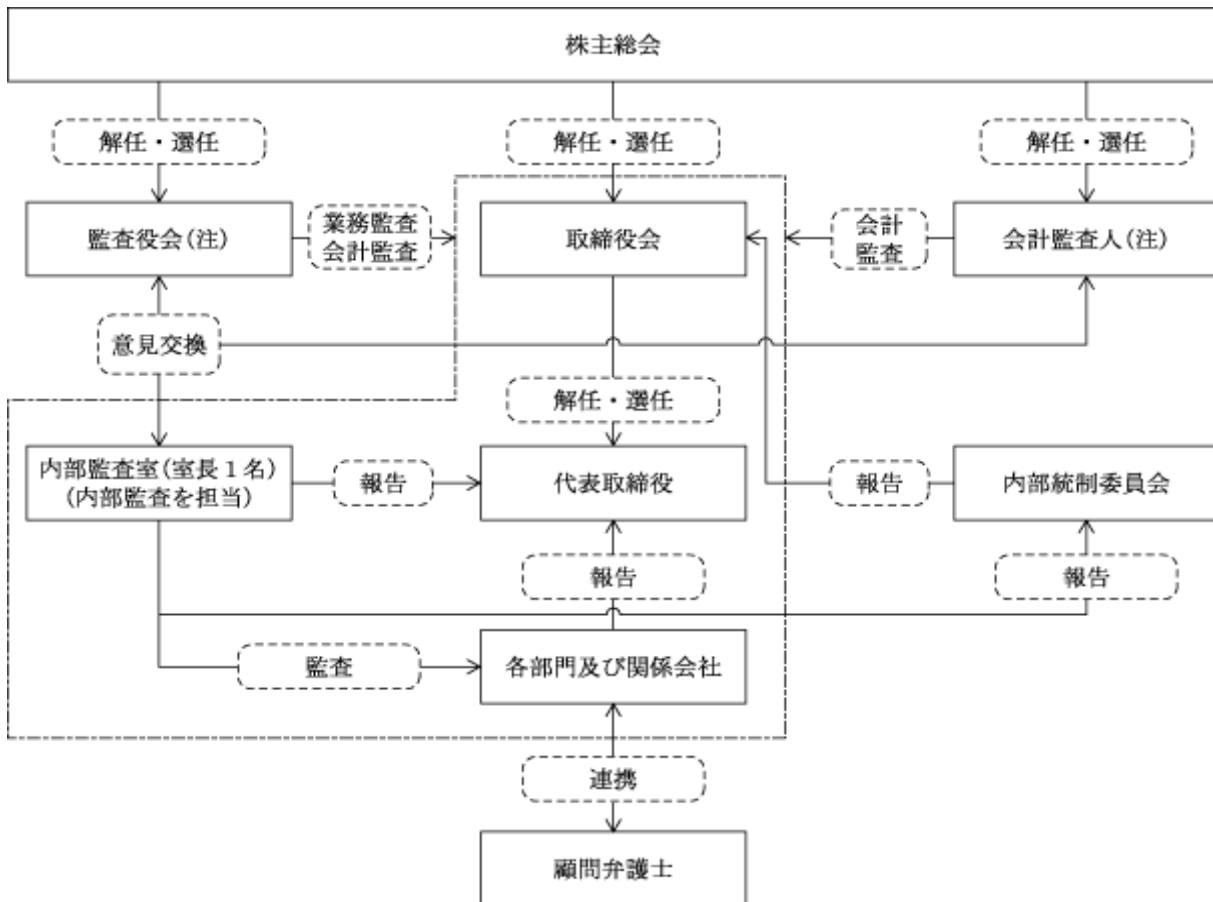 株主総会
解任・選任
解任・選任
解任・選任
監査役会(注)
業務監査
会計監査
取締役会
会計
監査
会計監査人(注)
意見交換
解任・選任
内部監査室(室長1名)
(内部監査を担当)
報告
代表取締役
報告
内部統制委員会
報告
報告
監査
各部門及び関係会社
連携
顧問弁護士